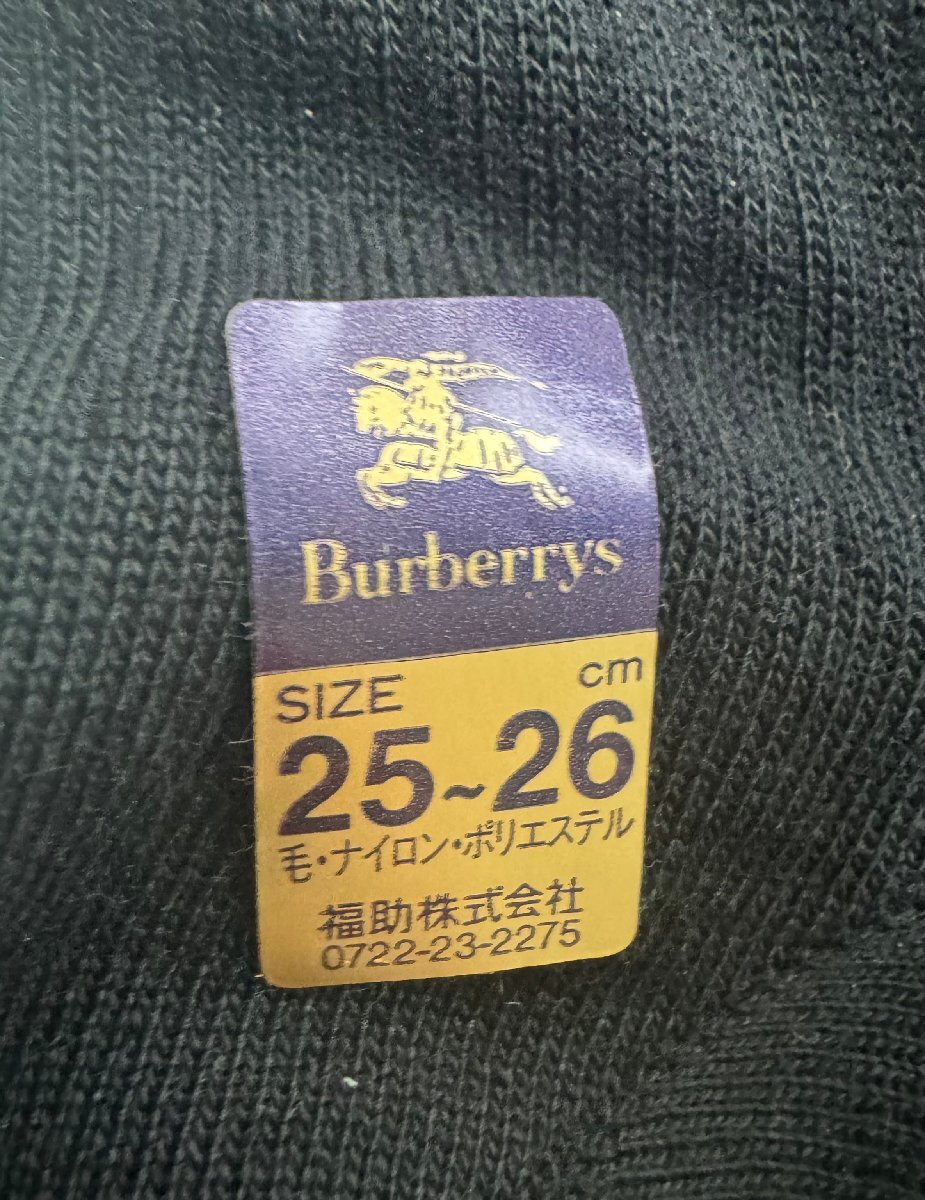 Burberrys
SIZE cm
25~26
毛・ナイロン・ポリエステル
福助株式会社
0722-23-2275